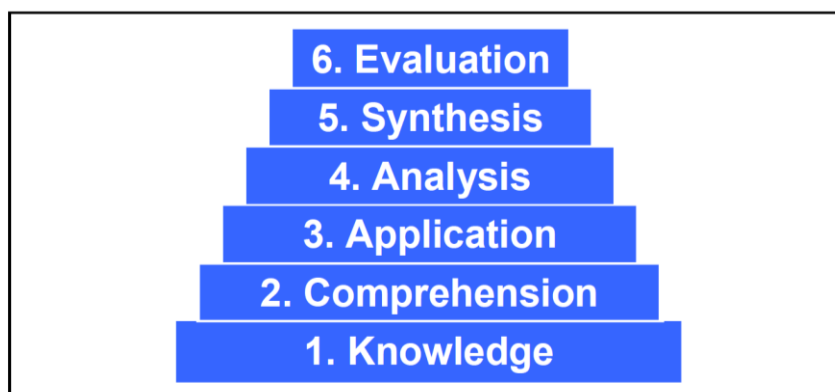 6. Evaluation
5. Synthesis
4. Analysis
3. Application
2. Comprehension
1. Knowledge